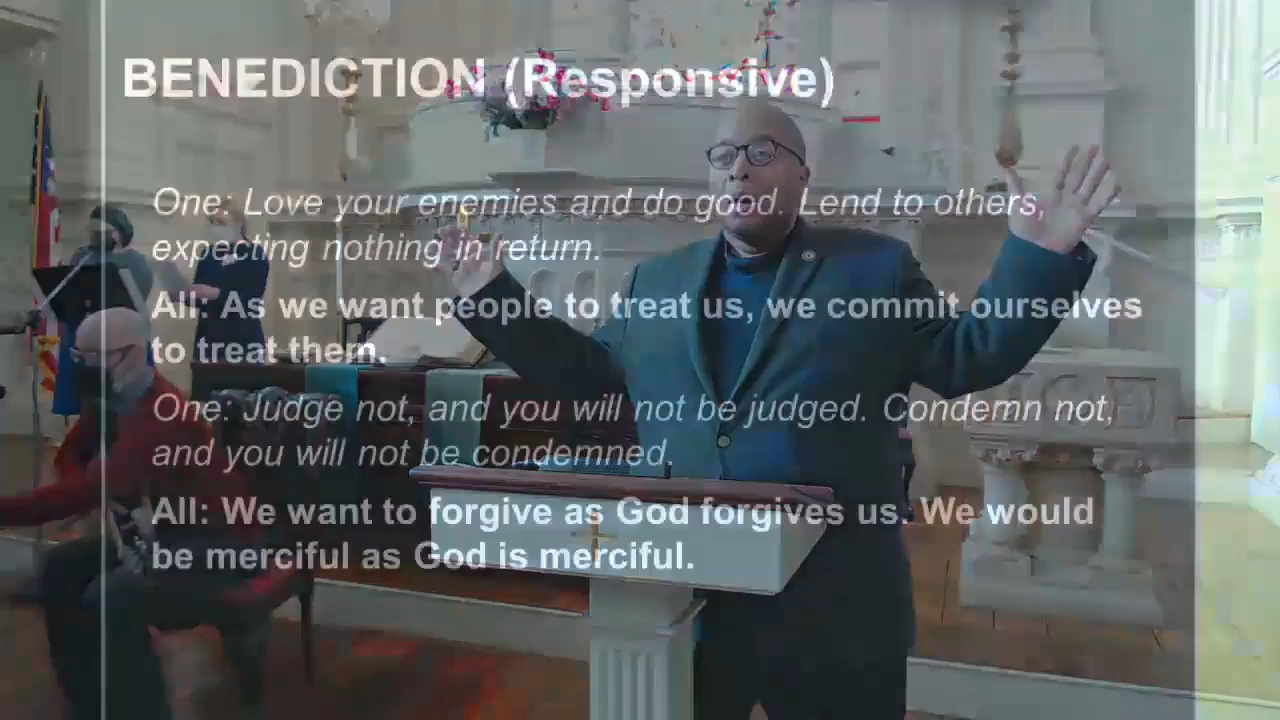 BENEDICTION (Responsive)
One: Love your enemies and do good. Lend to others,
expecting nothing in return.
All: As we want people to treat us, we commit ourselves
to treat them.
One: Judge not, and you will not be judged. Condemn not,
and you will not be condemned.
All: We want to forgive as God forgives us. We would
be merciful as God is merciful.